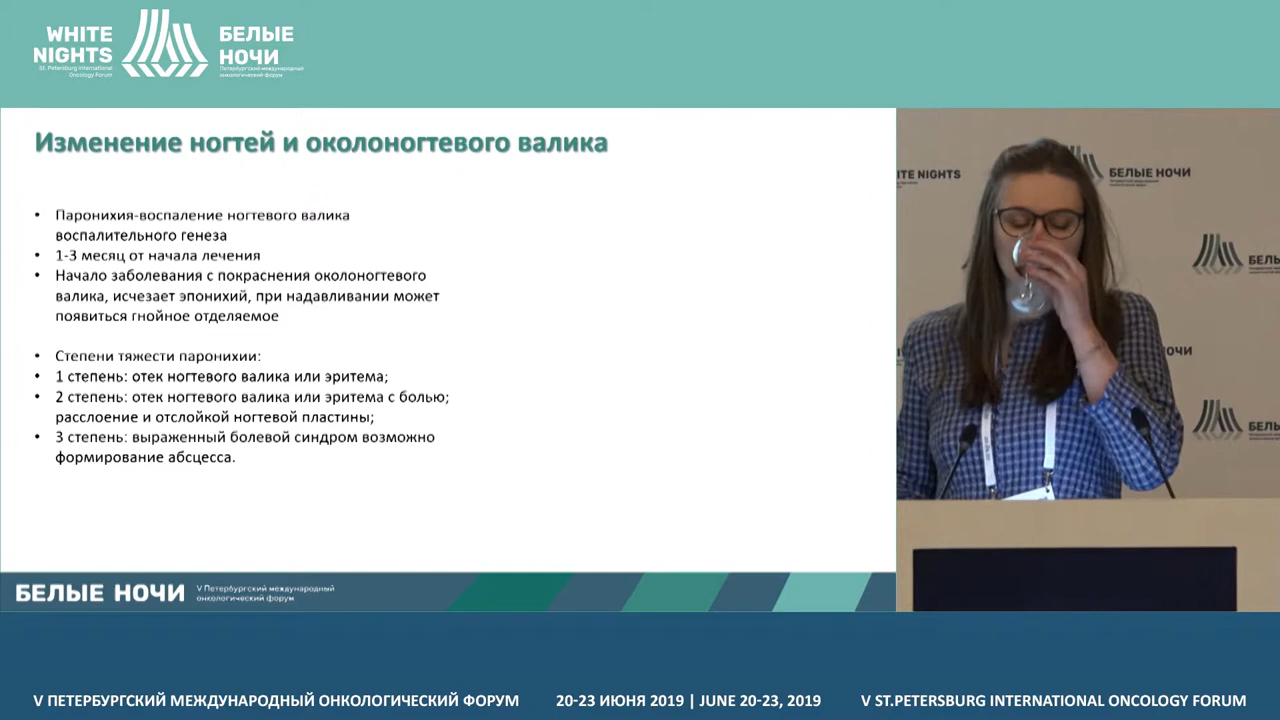 WHITE
NIGHTS
St. Petersburg International
Oncology Forum
БЕЛЫЕ
НОЧИ
Петербургский международный
онкологический форум
Изменение ногтей и околоногтевого валика
• Паронихия-воспаление ногтевого валика
воспалительного генеза
• 1-3 месяц от начала лечения
• Начало заболевания с покраснения околоногтевого
валика, исчезает эпонихий, при надавливании может
появиться гнойное отделяемое
• Степени тяжести паронихии:
• 1 степень: отек ногтевого валика или эритема;
• 2 степень: отек ногтевого валика или эритема с болью;
расслоение и отслойкой ногтевой пластины;
• 3 степень: выраженный болевой синдром возможно
формирование абсцесса.
NIGHTS
БЕЛЫЕ НОЧИ
БЕЛЫЕ НОЧИ
V Петербургский международный
онкологический форум
V ПЕТЕРБУРГСКИЙ МЕЖДУНАРОДНЫЙ ОНКОЛОГИЧЕСКИЙ ФОРУМ 20-23 ИЮНЯ 2019 | JUNE 20-23, 2019 V ST.PETERSBURG INTERNATIONAL ONCOLOGY FORUM